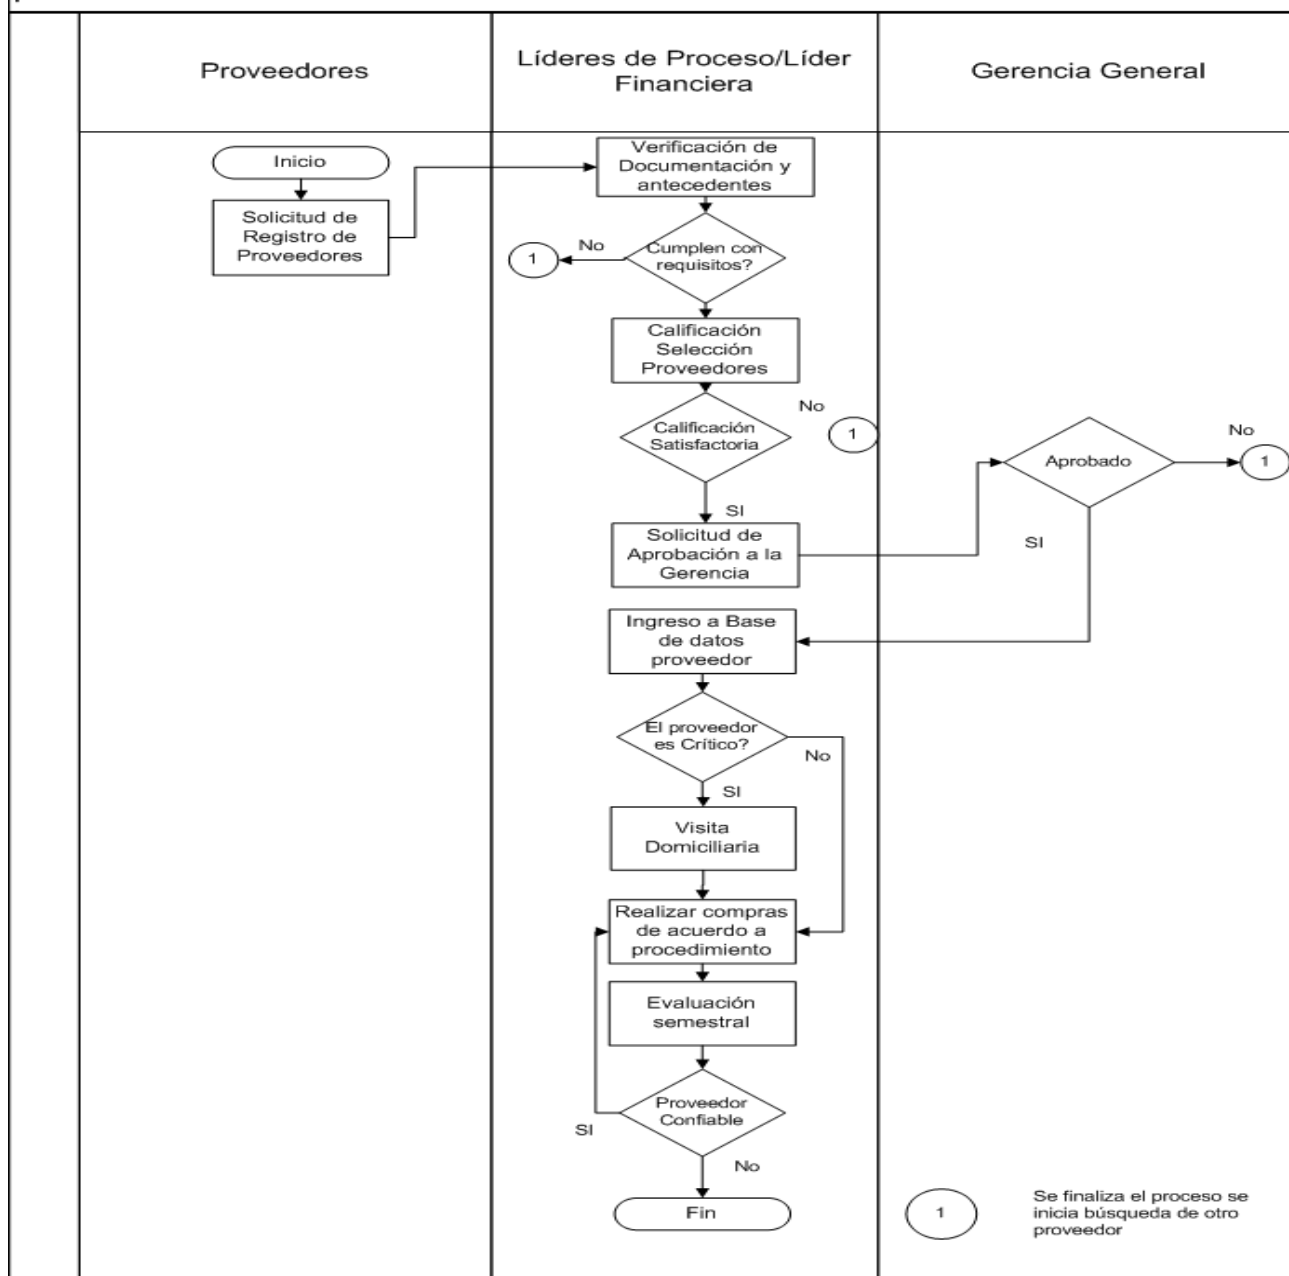 Proveedores
Líderes de Proceso/Líder
Financiera
Gerencia General
Inicio
Solicitud de
Registro de
Proveedores
Verificación de
Documentación y
antecedentes
No
1
Cumplen con
requisitos?
Calificación
Selección
Proveedores
No
Calificación
Satisfactoria
1
SI
No
Aprobado
1
SI
Solicitud de
Aprobación a la
Gerencia
Ingreso a Base
de datos
proveedor
El proveedor
es Crítico?
No
SI
Visita
Domiciliaria
Realizar compras
de acuerdo a
procedimiento
Evaluación
semestral
Proveedor
Confiable
SI
No
Fin
1
Se finaliza el proceso se
inicia búsqueda de otro
proveedor